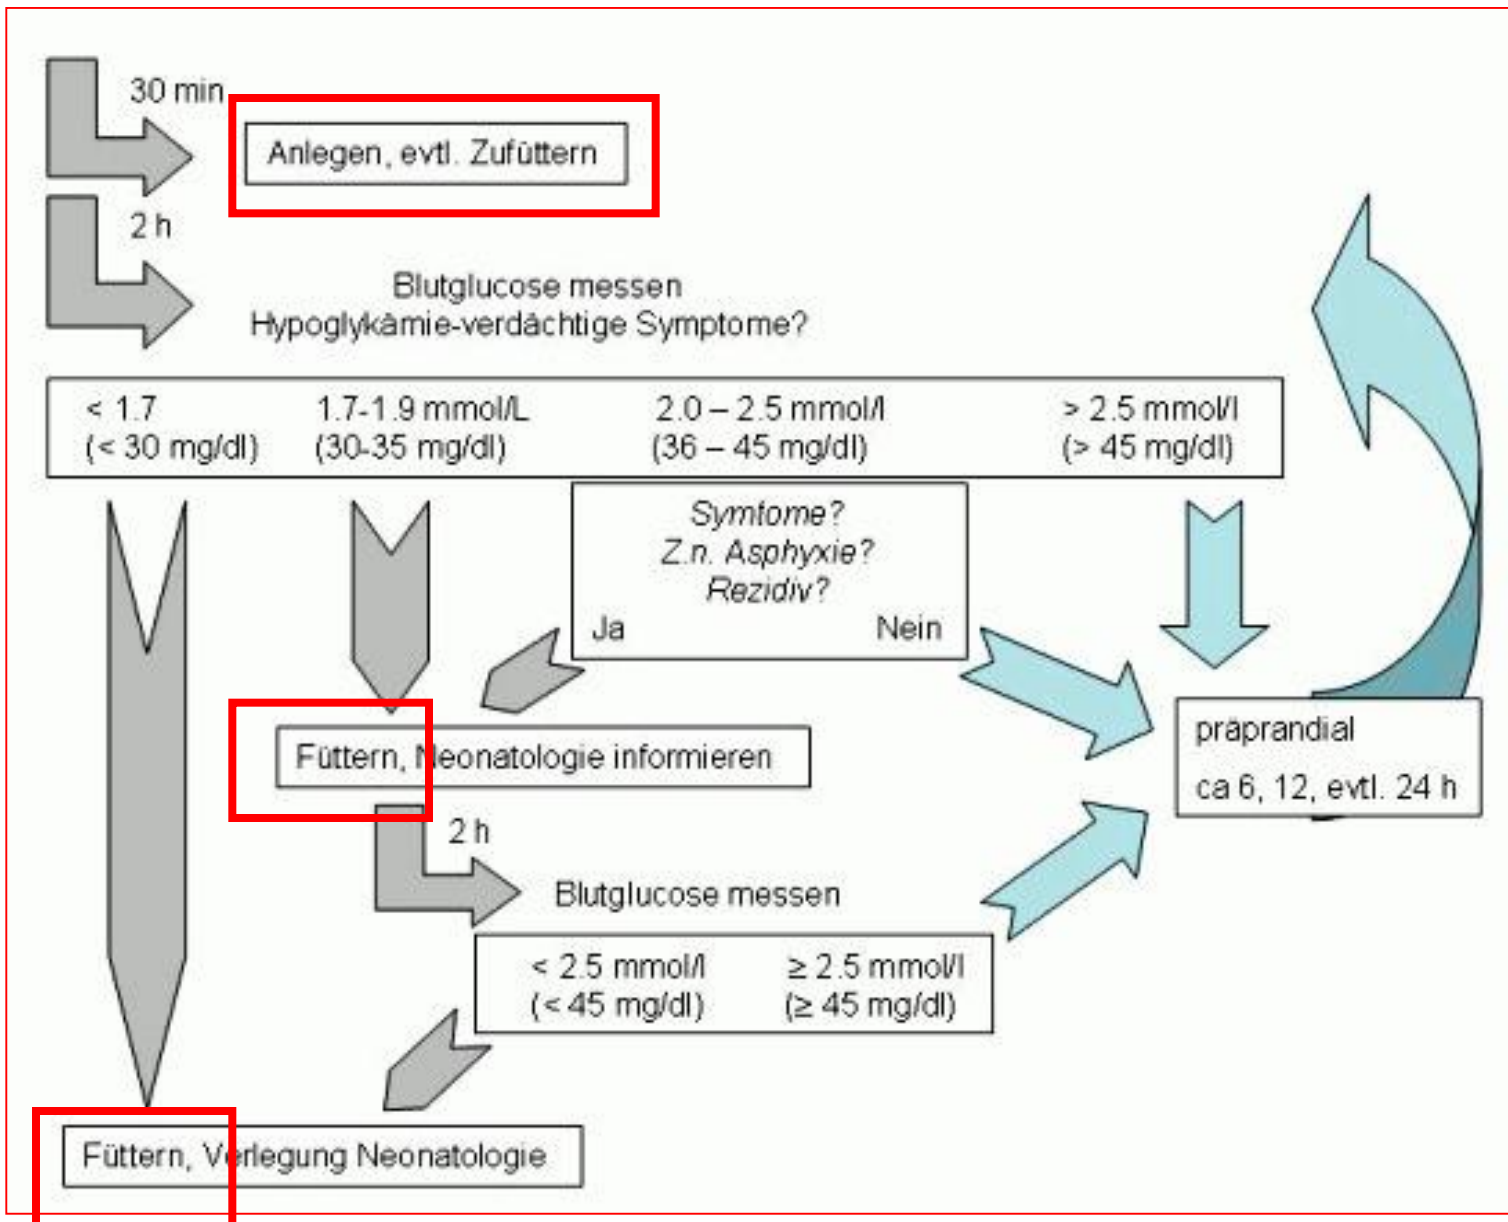 30 min
Anlegen, evtl. Zufüttern
2 h
Blutglucose messen
Hypoglykämie-verdächtige Symptome?
< 1.7
(< 30 mg/dl)
1.7-1.9 mmol/L
(30-35 mg/dl)
2.0 – 2.5 mmol/l
(36 – 45 mg/dl)
> 2.5 mmol/l
(> 45 mg/dl)
Symtome?
Z.n. Asphyxie?
Rezidiv?
Ja Nein
Füttern, Neonatologie informieren
präprandial
ca 6, 12, evtl. 24 h
2 h
Blutglucose messen
< 2.5 mmol/l
(< 45 mg/dl)
≥ 2.5 mmol/l
(≥ 45 mg/dl)
Füttern, Verlegung Neonatologie